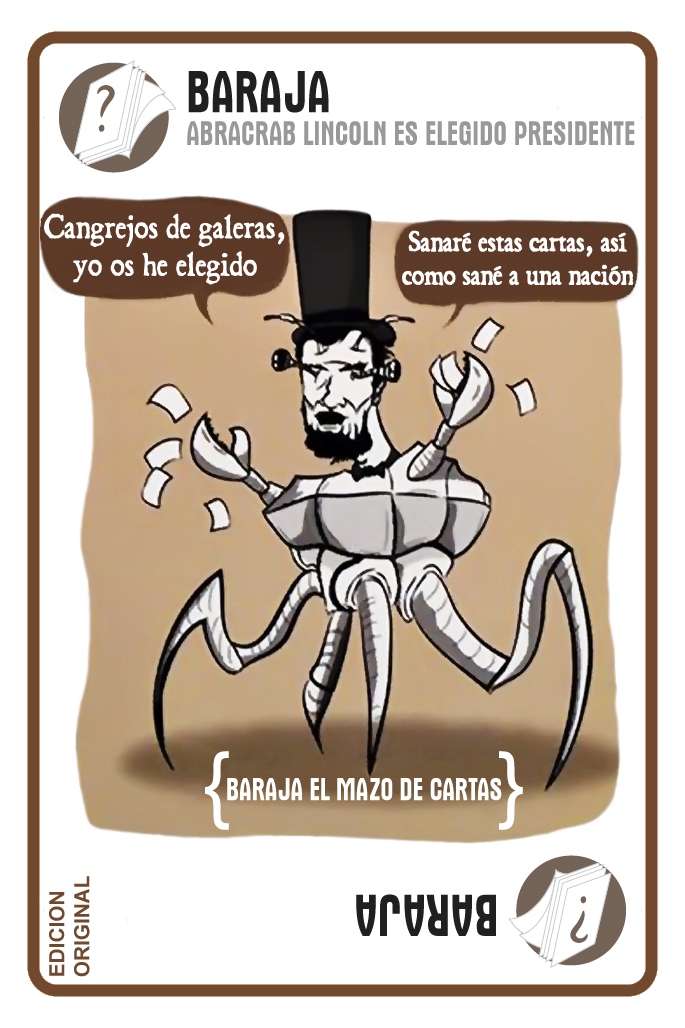 ?
BARAJA
ABRACRAB LINCOLN ES ELEGIDO PRESIDENTE
Cangrejos de galeras,
yo os he elegido
Sanaré estas cartas, así
como sané a una nación
{BARAJA EL MAZO DE CARTAS}
EDICION
ORIGINAL
BARAJA
?